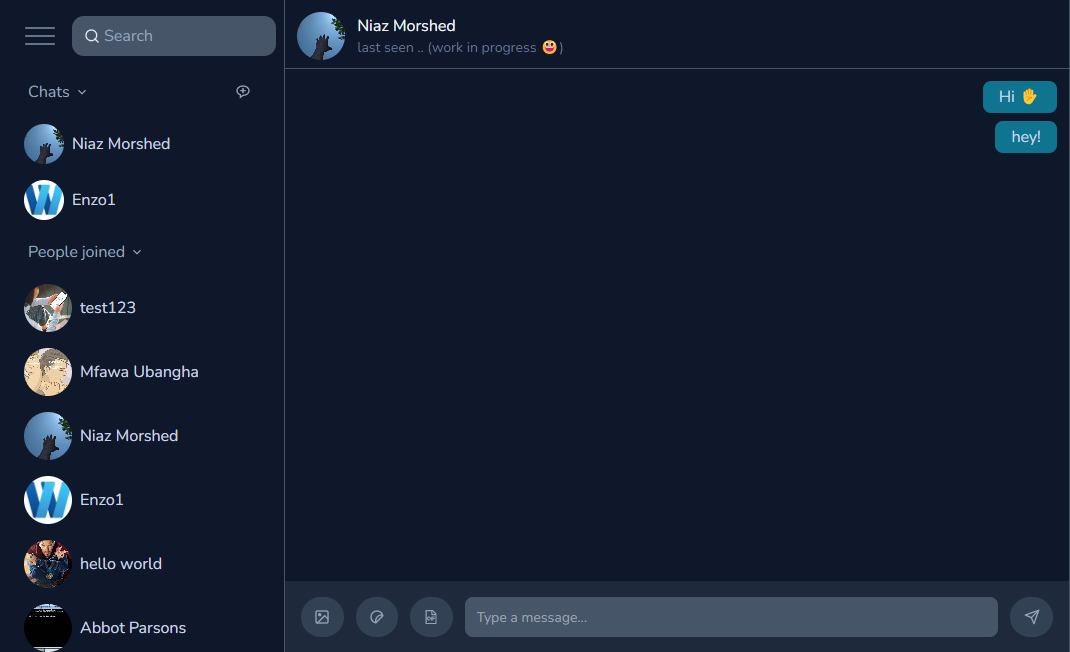 Search
Chats
Niaz Morshed
Enzo1
People joined
test123
Mfawa Ubangha
Niaz Morshed
Enzo1
hello world
Abbot Parsons
Niaz Morshed
last seen .. (work in progress 😃)
Hi ✋
hey!
GIF
Type a message...